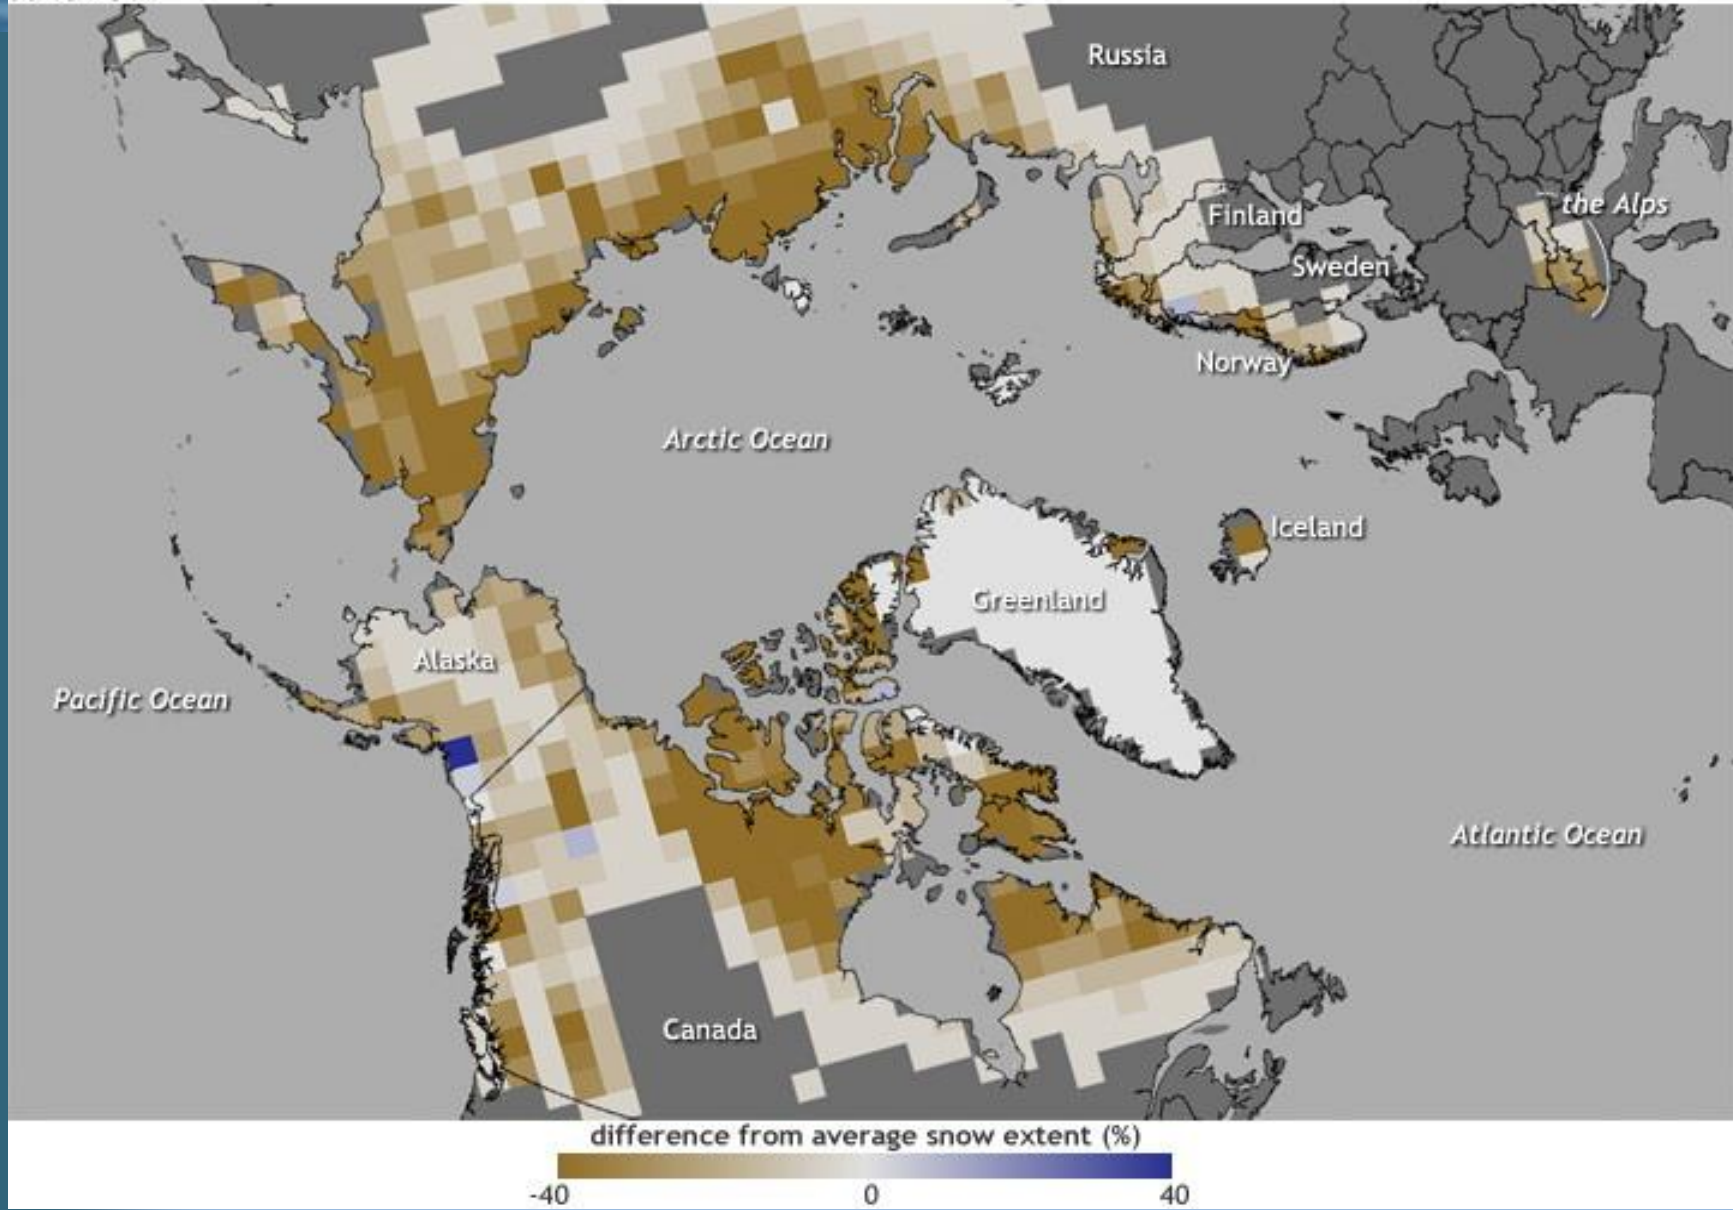 Russia
the Alps
Finland
Sweden
Norway
Arctic Ocean
Iceland
Greenland
Alaska
Pacific Ocean
Atlantic Ocean
Canada
difference from average snow extent (%)
-40 0 40